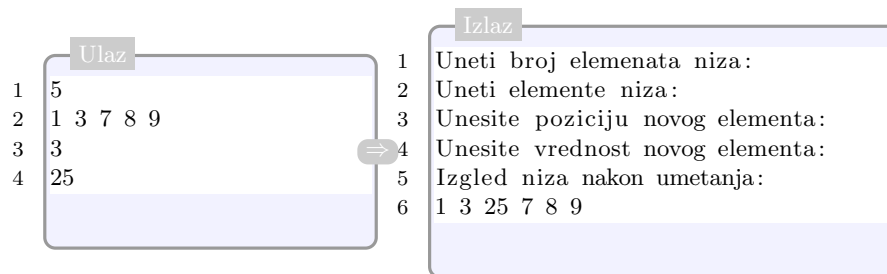 Ulaz
1 5
2 1 3 7 8 9
3 3
4 25
⇒
Izlaz
1 Uneti broj elemenata niza:
2 Uneti elemente niza:
3 Unesite poziciju novog elementa:
4 Unesite vrednost novog elementa:
5 Izgled niza nakon umetanja:
6 1 3 25 7 8 9